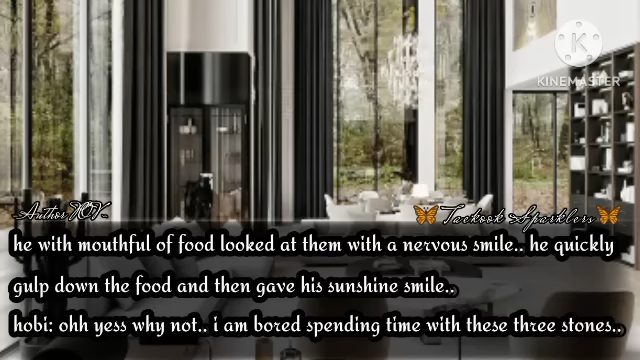 KINEMASTER
-Author POV-
🦋Taekook Sparklers🦋
he with mouthful of food looked at them with a nervous smile.. he quickly
gulp down the food and then gave his sunshine smile..
hobi: ohh yess why not.. i am bored spending time with these three stones..